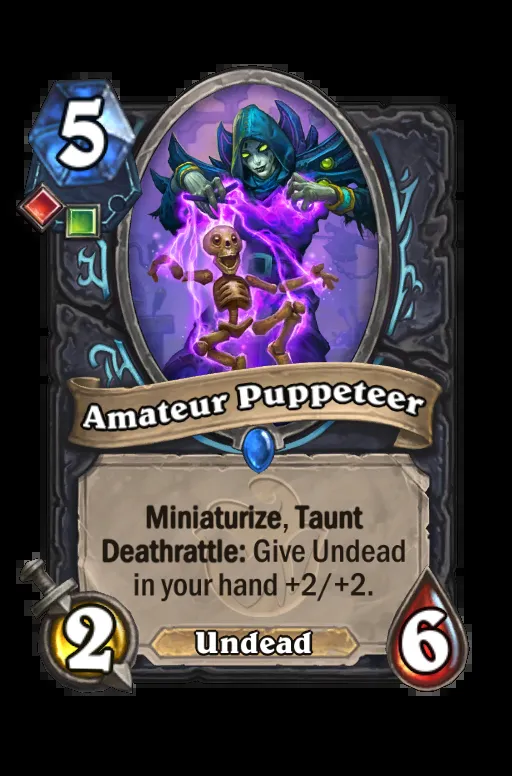 5
Amateur Puppeteer
Miniaturize, Taunt
Deathrattle: Give Undead
in your hand +2/+2.
2
Undead
6